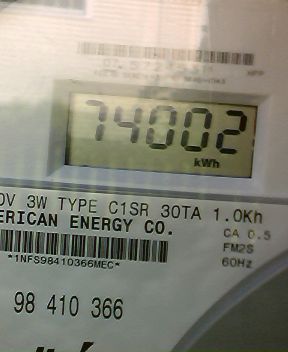 74002
kWh
0V 3W TYPE C1SR 30TA 1.0Kh
ERICAN ENERGY CO.
CA 0.5
FM2S
*1NFS98410366MEC*
60Hz
98 410 366